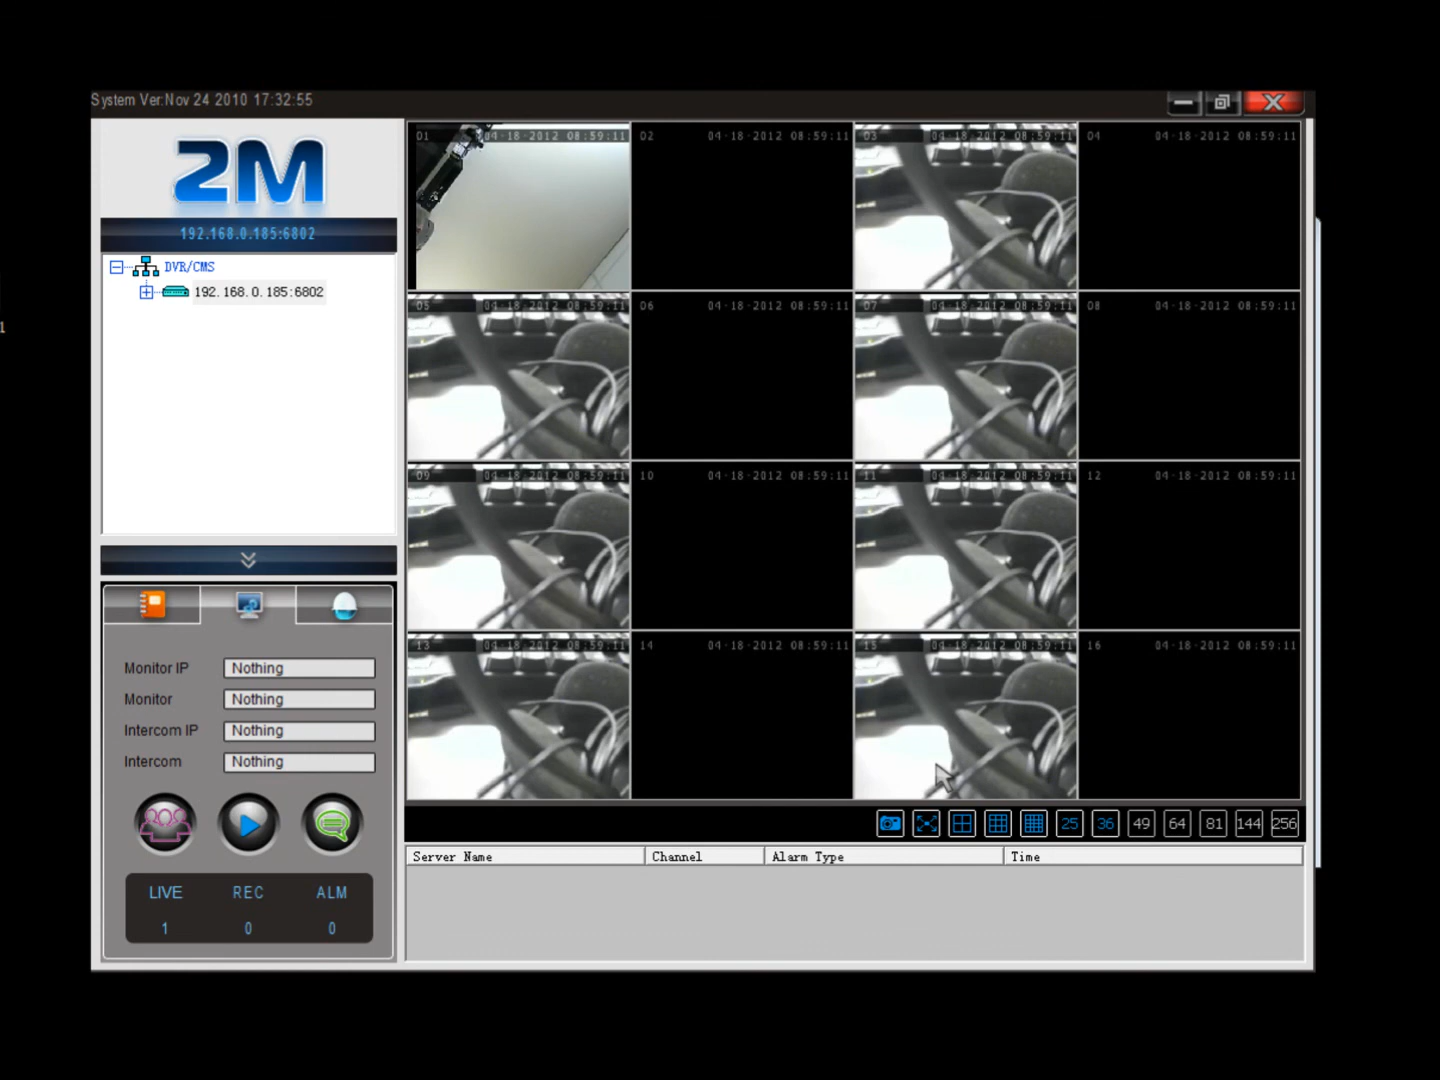 System Ver:Nov 24 2010 17:32:55
2M
192.168.0.185:6802
DVR/CMS
192.168.0.185:6802
1
01 04-18-2012 08:59:11
02 04-18-2012 08:59:11
03 04-18-2012 08:59:11
04 04-18-2012 08:59:11
05 04-18-2012 08:59:11
06 04-18-2012 08:59:11
07 04-18-2012 08:59:11
08 04-18-2012 08:59:11
09 04-18-2012 08:59:11
10 04-18-2012 08:59:11
11 04-18-2012 08:59:11
12 04-18-2012 08:59:11
13 04-18-2012 08:59:11
14 04-18-2012 08:59:11
15 04-18-2012 08:59:11
16 04-18-2012 08:59:11
Monitor IP Nothing
Monitor Nothing
Intercom IP Nothing
Intercom Nothing
LIVE REC ALM
1 0 0
25 36 49 64 81 144 256
Server Name Channel Alarm Type Time